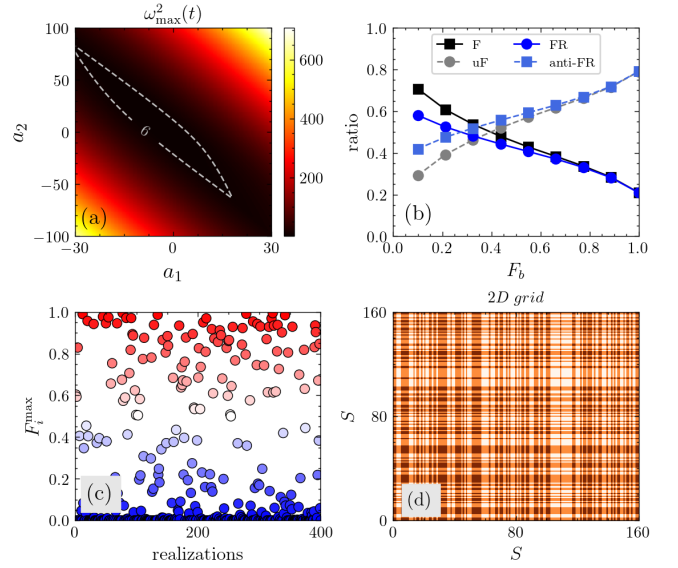 ω²max(t)
100
50
0
−50
−100
−30
0
30
a₂
a₁
6
(a)
600
400
200
F
uF
FR
anti-FR
1.0
0.8
0.6
0.4
0.2
0.0
0.0
0.2
0.4
0.6
0.8
1.0
ratio
F_b
(b)
1.0
0.8
0.6
0.4
0.2
0.0
0
200
400
F_i^max
realizations
(c)
2D grid
160
80
0
0
80
160
S
S
(d)